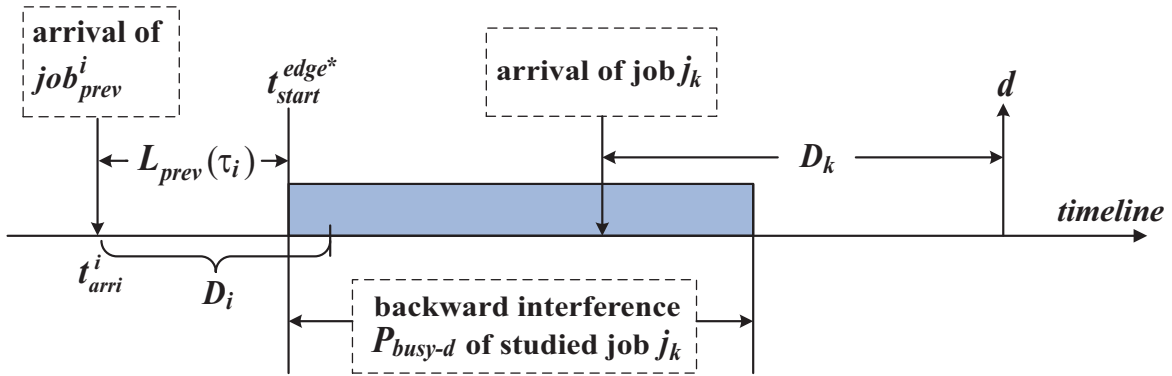 arrival of
job^i_prev
t^edge*_start
arrival of job j_k
d
L_prev(τ_i)
D_k
timeline
t^i_arri
D_i
backward interference
P_busy-d of studied job j_k